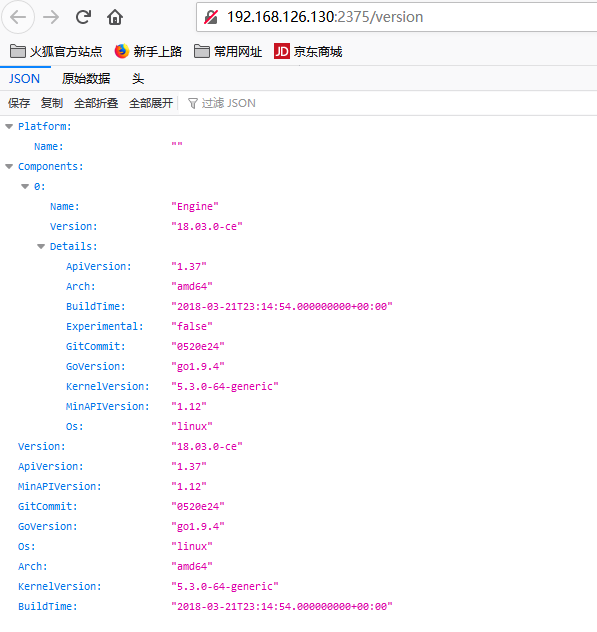 192.168.126.130:2375/version
火狐官方站点 新手上路 常用网址 JD 京东商城
JSON 原始数据 头
保存 复制 全部折叠 全部展开 过滤 JSON
Platform:
Name: ""
Components:
0:
Name: "Engine"
Version: "18.03.0-ce"
Details:
ApiVersion: "1.37"
Arch: "amd64"
BuildTime: "2018-03-21T23:14:54.000000000+00:00"
Experimental: "false"
GitCommit: "0520e24"
GoVersion: "go1.9.4"
KernelVersion: "5.3.0-64-generic"
MinAPIVersion: "1.12"
Os: "linux"
Version: "18.03.0-ce"
ApiVersion: "1.37"
MinAPIVersion: "1.12"
GitCommit: "0520e24"
GoVersion: "go1.9.4"
Os: "linux"
Arch: "amd64"
KernelVersion: "5.3.0-64-generic"
BuildTime: "2018-03-21T23:14:54.000000000+00:00"